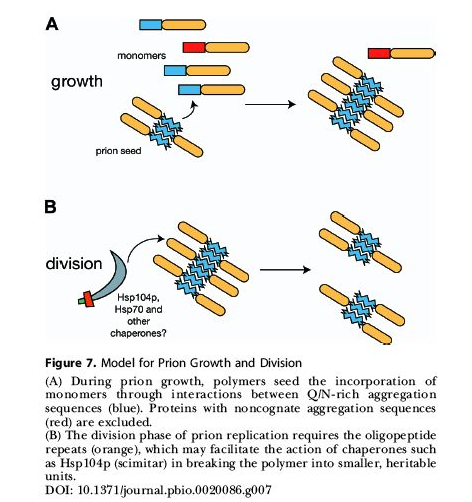 A
monomers
growth
prion seed
B
division
Hsp104p,
Hsp70 and
other
chaperones?
Figure 7. Model for Prion Growth and Division
(A) During prion growth, polymers seed the incorporation of
monomers through interactions between Q/N-rich aggregation
sequences (blue). Proteins with noncognate aggregation sequences
(red) are excluded.
(B) The division phase of prion replication requires the oligopeptide
repeats (orange), which may facilitate the action of chaperones such
as Hsp104p (scimitar) in breaking the polymer into smaller, heritable
units.
DOI: 10.1371/journal.pbio.0020086.g007